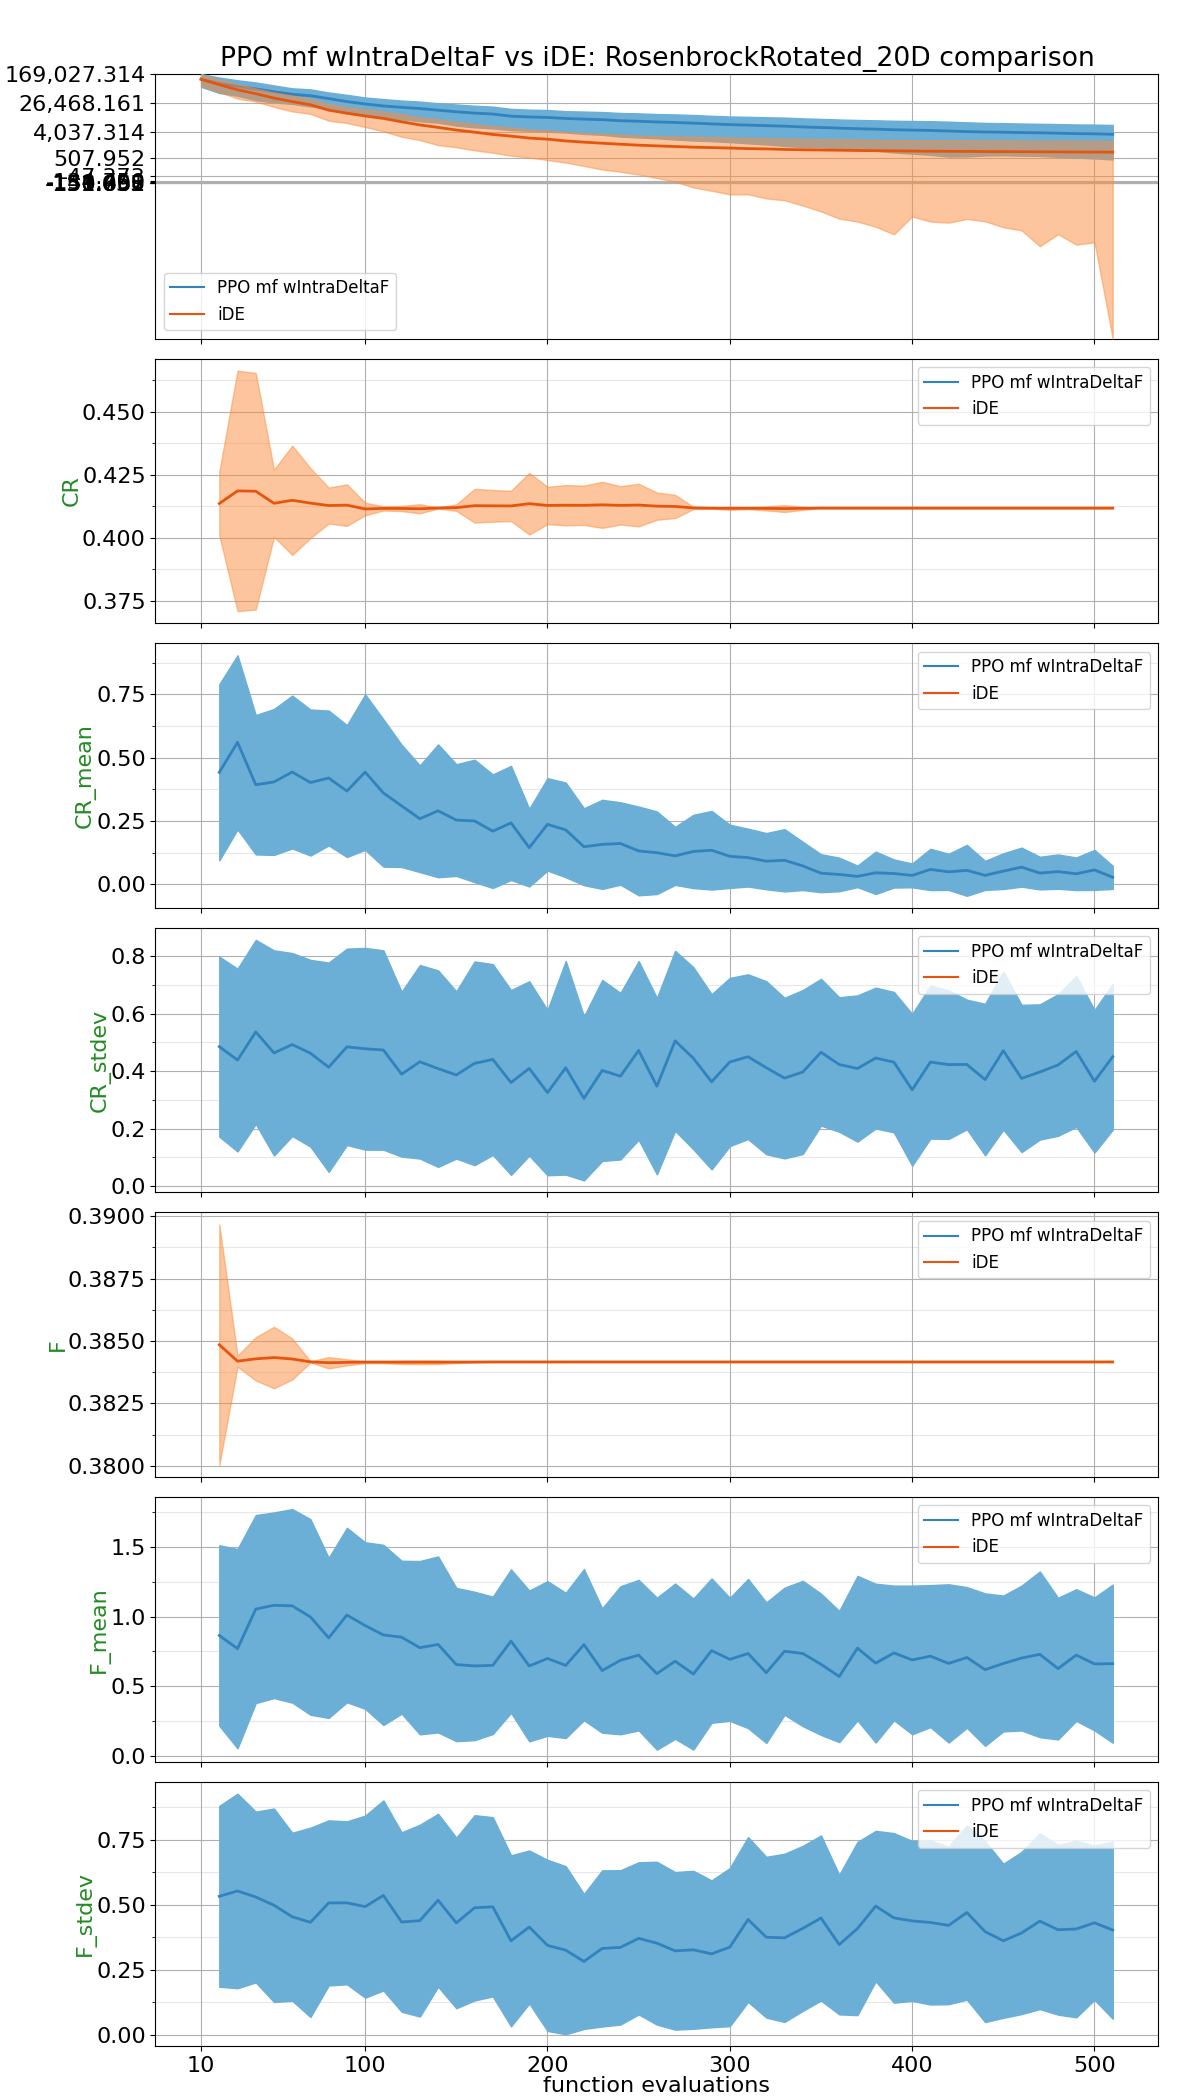 PPO mf wIntraDeltaF vs iDE: RosenbrockRotated_20D comparison
169,027.314
26,468.161
4,037.314
507.952
PPO mf wIntraDeltaF
iDE
CR
0.450
0.425
0.400
0.375
PPO mf wIntraDeltaF
iDE
CR_mean
0.75
0.50
0.25
0.00
PPO mf wIntraDeltaF
iDE
CR_stdev
0.8
0.6
0.4
0.2
0.0
PPO mf wIntraDeltaF
iDE
F
0.3900
0.3875
0.3850
0.3825
0.3800
PPO mf wIntraDeltaF
iDE
F_mean
1.5
1.0
0.5
0.0
PPO mf wIntraDeltaF
iDE
F_stdev
0.75
0.50
0.25
0.00
PPO mf wIntraDeltaF
iDE
10 100 200 300 400 500
function evaluations